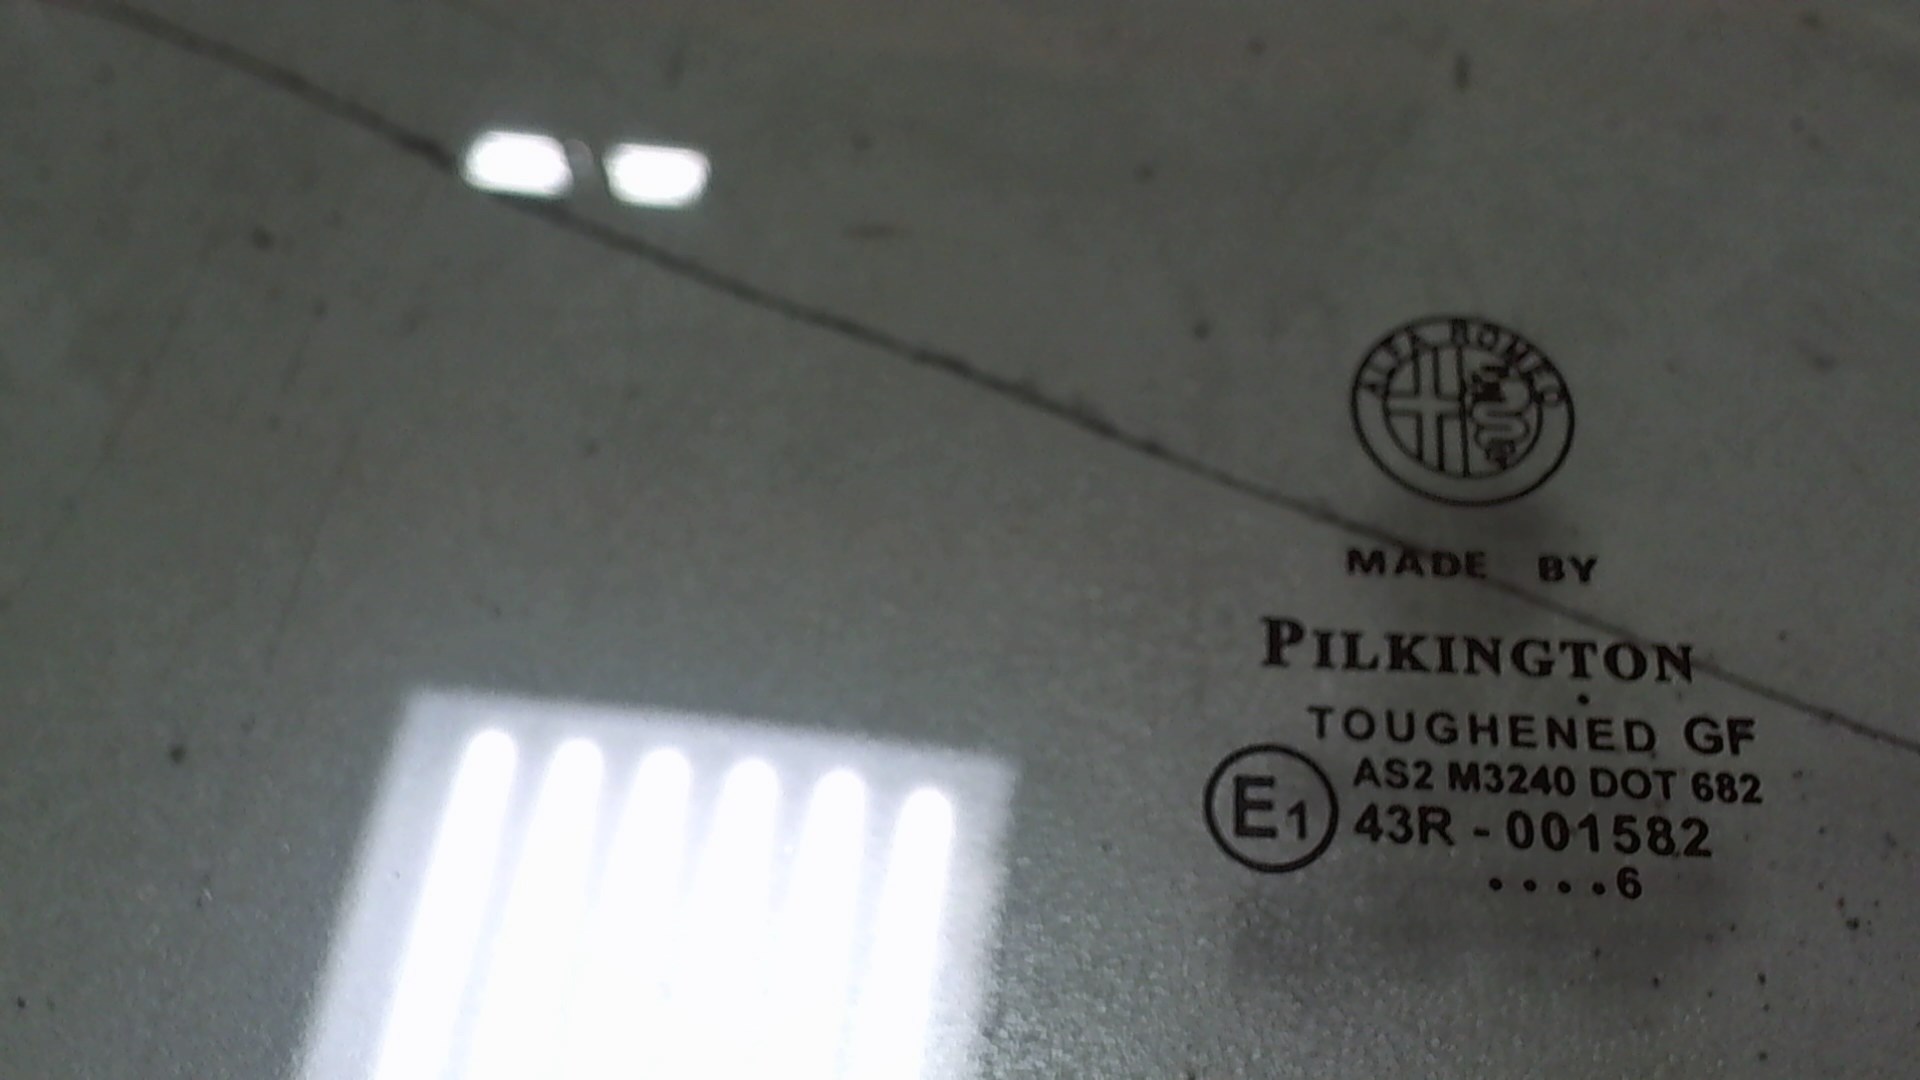 ALFA ROMEO
MADE BY
PILKINGTON
TOUGHENED GF
AS2 M3240 DOT 682
E1 43R - 001582
. . . . 6